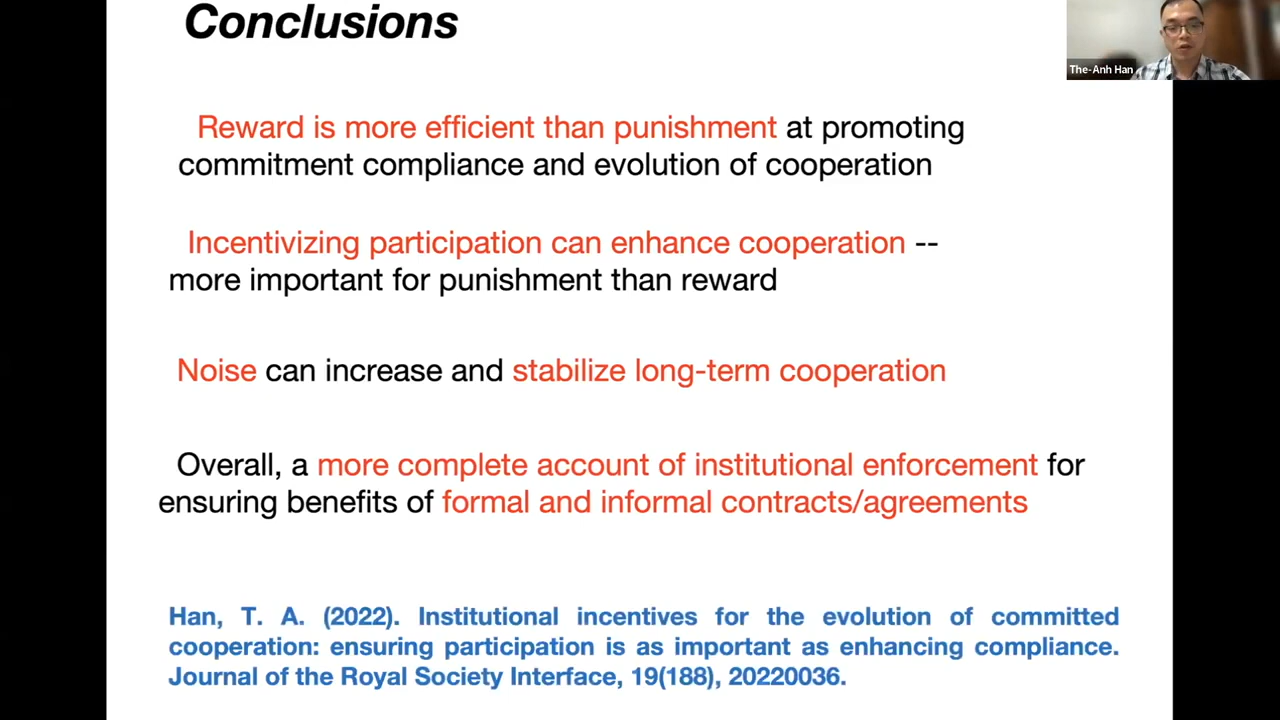 Conclusions
The-Anh Han
Reward is more efficient than punishment at promoting
commitment compliance and evolution of cooperation
Incentivizing participation can enhance cooperation --
more important for punishment than reward
Noise can increase and stabilize long-term cooperation
Overall, a more complete account of institutional enforcement for
ensuring benefits of formal and informal contracts/agreements
Han, T. A. (2022). Institutional incentives for the evolution of committed
cooperation: ensuring participation is as important as enhancing compliance.
Journal of the Royal Society Interface, 19(188), 20220036.